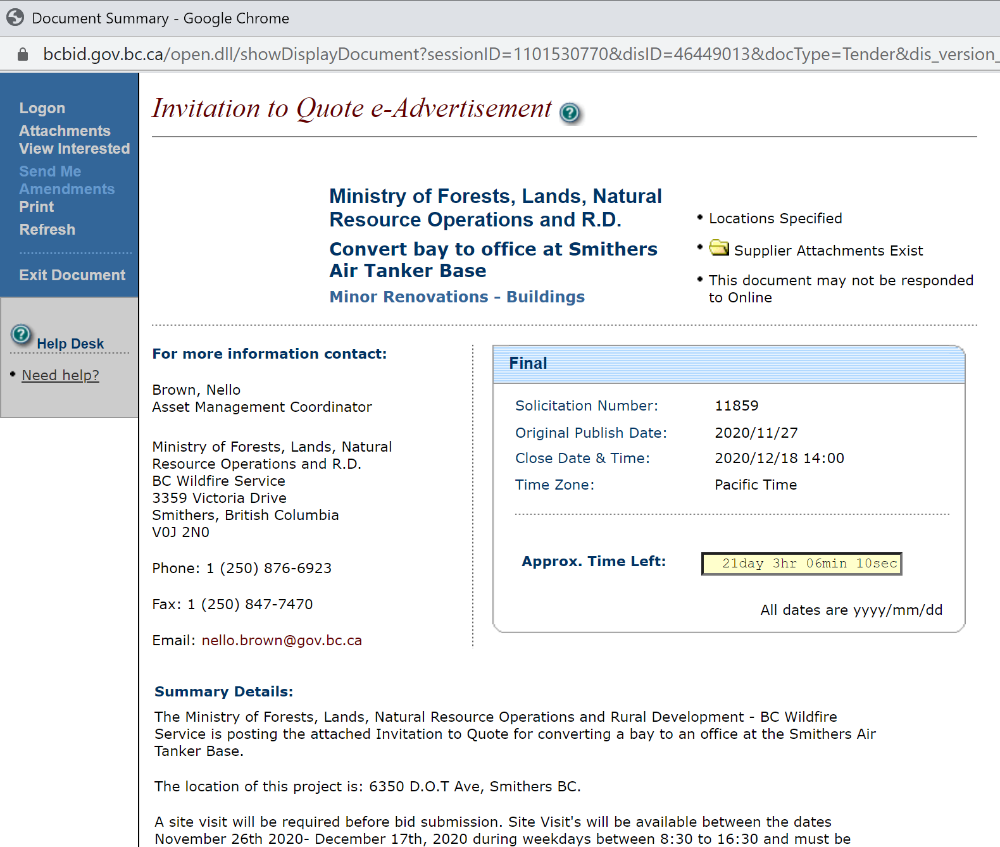 Document Summary - Google Chrome
bcbid.gov.bc.ca/open.dll/showDisplayDocument?sessionID=1101530770&disID=46449013&docType=Tender&dis_version_
Logon
Attachments
View Interested
Send Me
Amendments
Print
Refresh
Exit Document
Help Desk
Need help?
Invitation to Quote e-Advertisement
Ministry of Forests, Lands, Natural
Resource Operations and R.D.
Convert bay to office at Smithers
Air Tanker Base
Minor Renovations - Buildings
Locations Specified
Supplier Attachments Exist
This document may not be responded
to Online
For more information contact:
Brown, Nello
Asset Management Coordinator
Ministry of Forests, Lands, Natural
Resource Operations and R.D.
BC Wildfire Service
3359 Victoria Drive
Smithers, British Columbia
V0J 2N0
Phone: 1 (250) 876-6923
Fax: 1 (250) 847-7470
Email: nello.brown@gov.bc.ca
Final
Solicitation Number: 11859
Original Publish Date: 2020/11/27
Close Date & Time: 2020/12/18 14:00
Time Zone: Pacific Time
Approx. Time Left: 21day 3hr 06min 10sec
All dates are yyyy/mm/dd
Summary Details:
The Ministry of Forests, Lands, Natural Resource Operations and Rural Development - BC Wildfire
Service is posting the attached Invitation to Quote for converting a bay to an office at the Smithers Air
Tanker Base.
The location of this project is: 6350 D.O.T Ave, Smithers BC.
A site visit will be required before bid submission. Site Visit's will be available between the dates
November 26th 2020- December 17th, 2020 during weekdays between 8:30 to 16:30 and must be